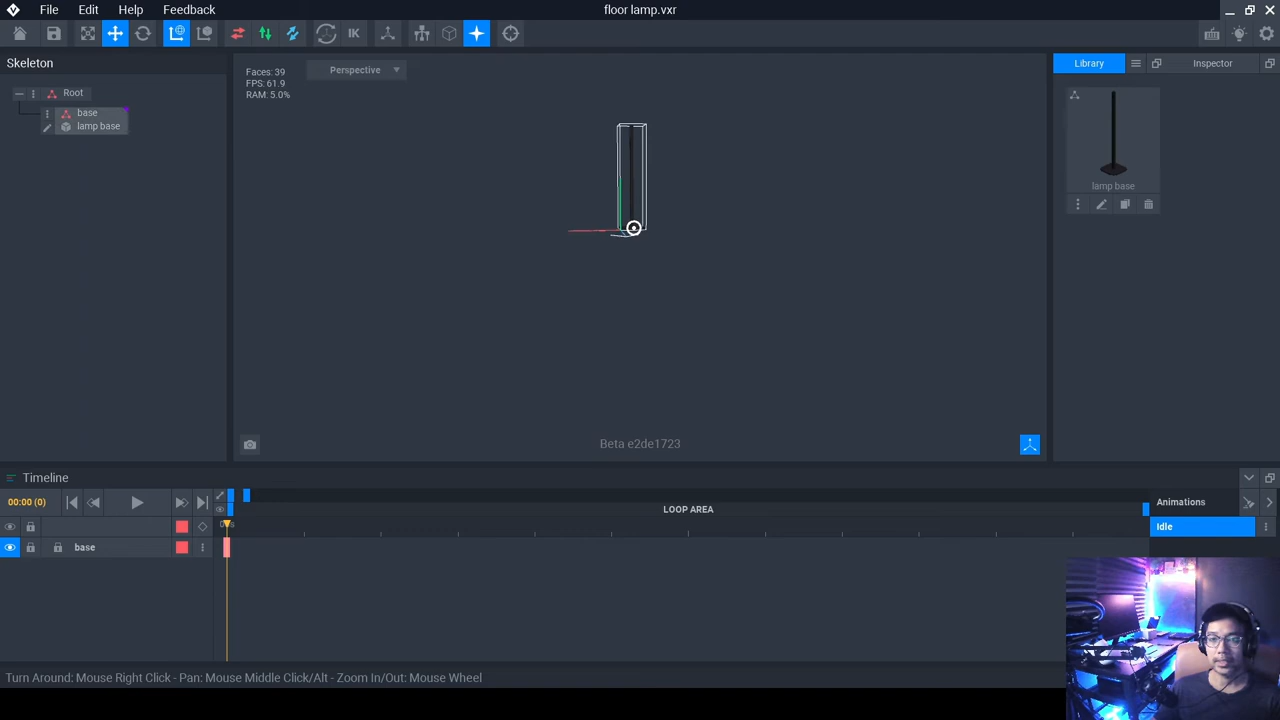 File Edit Help Feedback
floor lamp.vxr
IK
Skeleton
Root
base
lamp base
Faces: 39
FPS: 61.9
RAM: 5.0%
Perspective
Beta e2de1723
Library
Inspector
lamp base
Timeline
00:00 (0)
LOOP AREA
Animations
Idle
base
Turn Around: Mouse Right Click - Pan: Mouse Middle Click/Alt - Zoom In/Out: Mouse Wheel